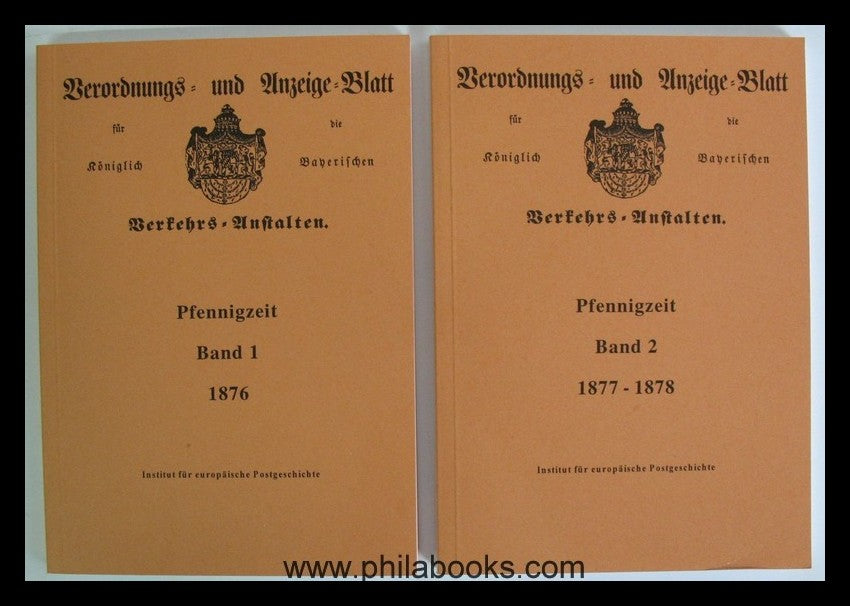 Verordnungs- und Anzeige-Blatt
für die
Königlich Bayerischen
Verkehrs-Anstalten.
Pfennigzeit
Band 1
1876
Institut für europäische Postgeschichte
Verordnungs- und Anzeige-Blatt
für die
Königlich Bayerischen
Verkehrs-Anstalten.
Pfennigzeit
Band 2
1877 - 1878
Institut für europäische Postgeschichte
www.philabooks.com